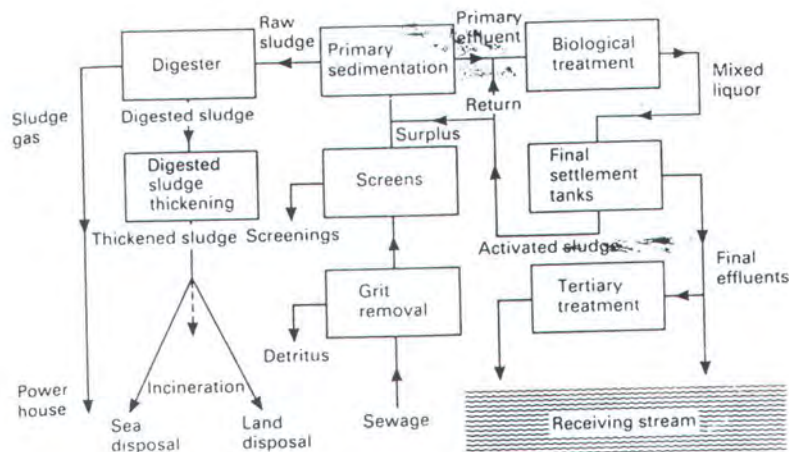 Raw
sludge
Primary
effluent
Digester
Primary
sedimentation
Biological
treatment
Mixed
liquor
Sludge
gas
Digested sludge
Return
Surplus
Digested
sludge
thickening
Screens
Final
settlement
tanks
Thickened sludge
Screenings
Activated sludge
Final
effluents
Grit
removal
Tertiary
treatment
Detritus
Power
house
Incineration
Sea
disposal
Land
disposal
Sewage
Receiving stream